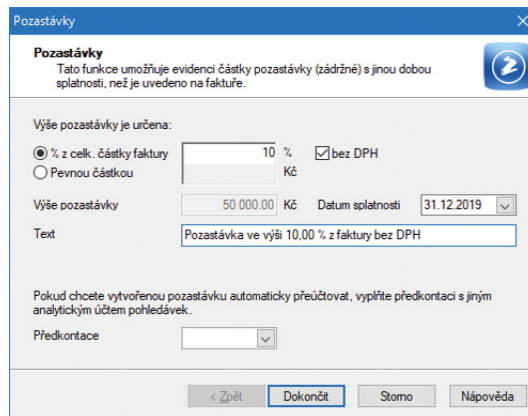 Pozastávky
Pozastávky
Tato funkce umožňuje evidenci částky pozastávky (zádržné) s jinou dobou
splatnosti, než je uvedeno na faktuře.
Výše pozastávky je určena:
% z celk. částky faktury 10 % bez DPH
Pevnou částkou Kč
Výše pozastávky 50 000.00 Kč Datum splatnosti 31.12.2019
Text Pozastávka ve výši 10,00 % z faktury bez DPH
Pokud chcete vytvořenou pozastávku automaticky přeúčtovat, vyplňte předkontaci s jiným
analytickým účtem pohledávek.
Předkontace
< Zpět Dokončit Storno Nápověda